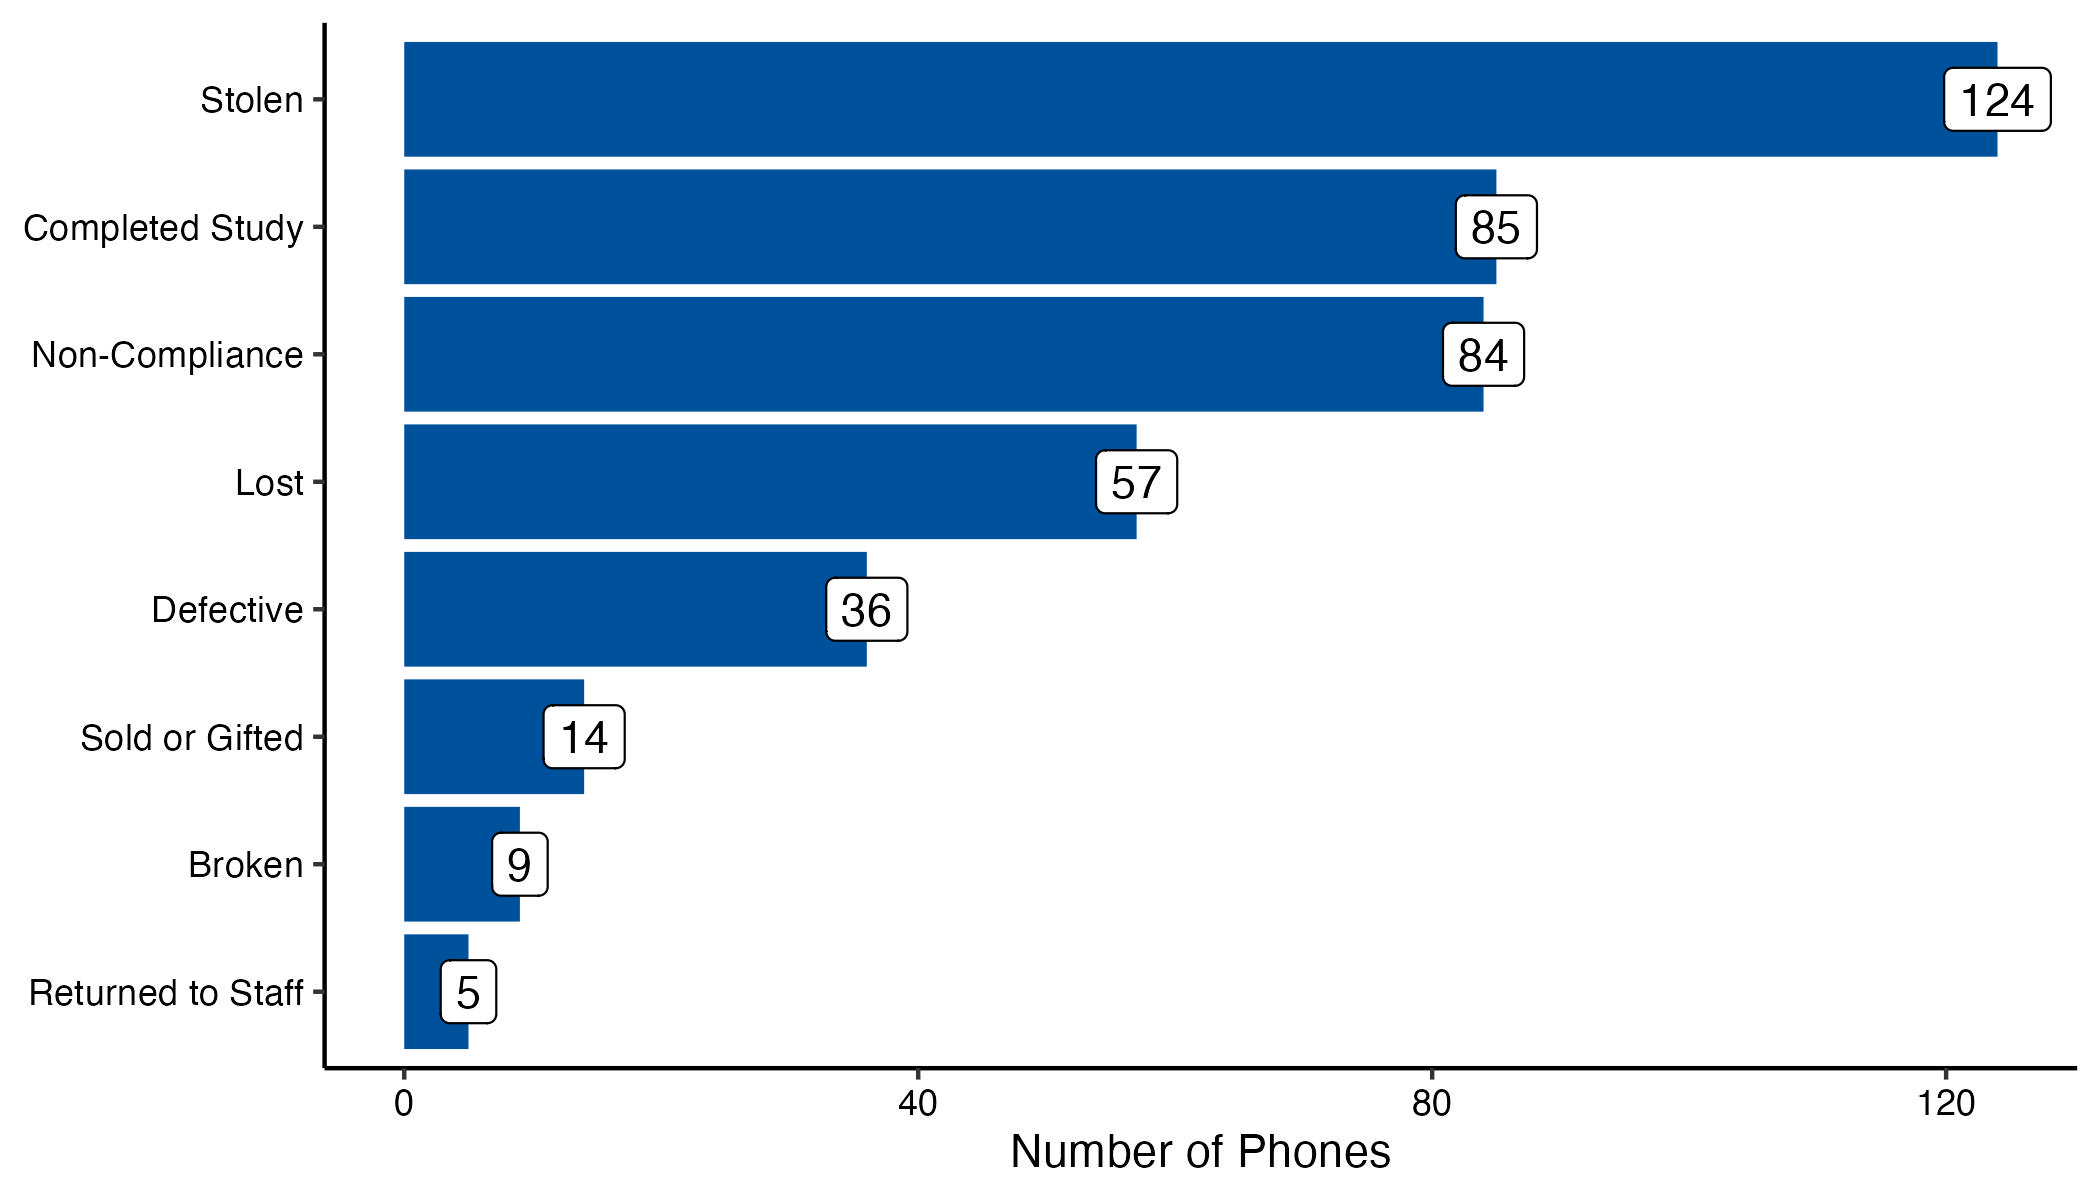 Stolen 124
Completed Study 85
Non-Compliance 84
Lost 57
Defective 36
Sold or Gifted 14
Broken 9
Returned to Staff 5
0 40 80 120
Number of Phones